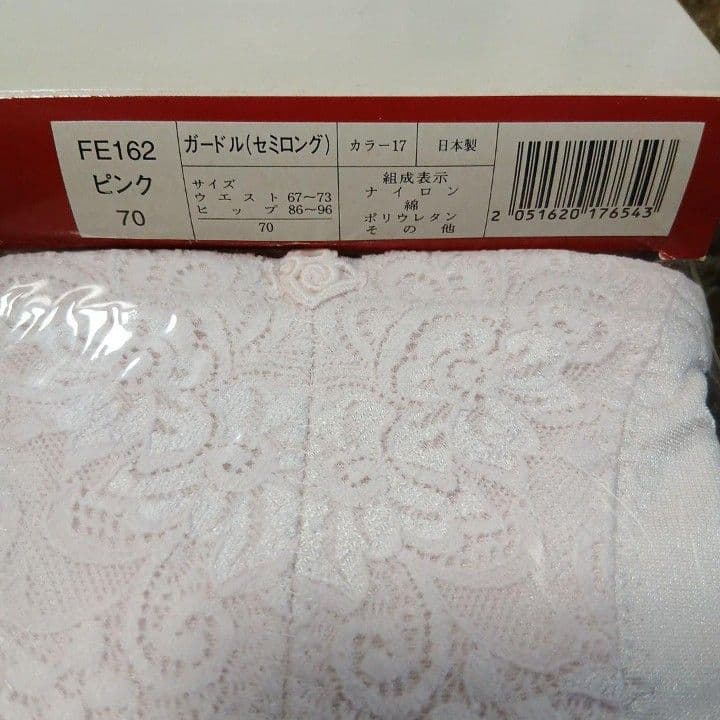 FE162
ピンク
70
ガードル(セミロング)
カラー17
日本製
サイズ
ウエスト 67〜73
ヒップ 86〜96
70
組成表示
ナイロン
綿
ポリウレタン
その他
2 051620 176543